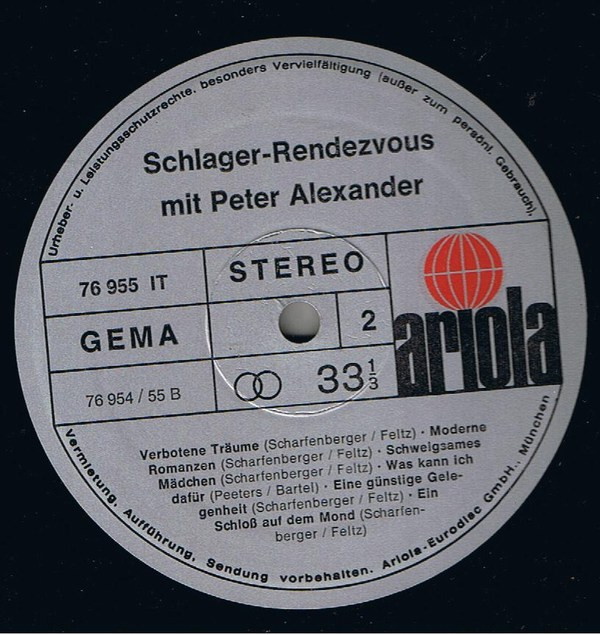 Urheber- u. Leistungsschutzrechte, besonders Vervielfältigung (außer zum persönl. Gebrauch),
Schlager-Rendezvous
mit Peter Alexander
76 955 IT
STEREO
GEMA
2
ariola
76 954 / 55 B
33 1/3
Verbotene Träume (Scharfenberger / Feltz) · Moderne
Romanzen (Scharfenberger / Feltz) · Schweigsames
Mädchen (Scharfenberger / Feltz) · Was kann ich
dafür (Peeters / Bartel) · Eine günstige Gele-
genheit (Scharfenberger / Feltz) · Ein
Schloß auf dem Mond (Scharfen-
berger / Feltz)
Vermietung, Aufführung, Sendung vorbehalten. Ariola-Eurodisc GmbH., München